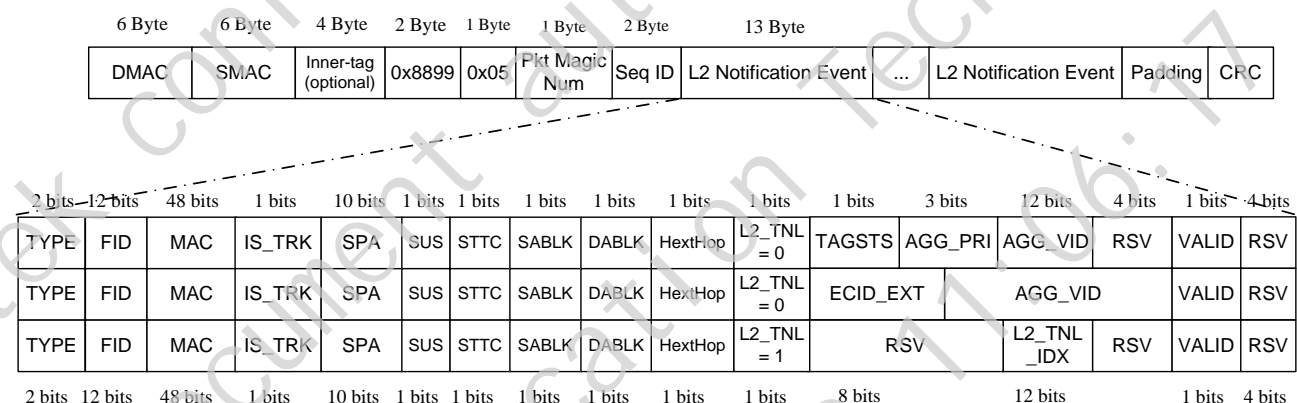 6 Byte 6 Byte 4 Byte 2 Byte 1 Byte 1 Byte 2 Byte 13 Byte
DMAC SMAC Inner-tag (optional) 0x8899 0x05 Pkt Magic Num Seq ID L2 Notification Event ... L2 Notification Event Padding CRC
2 bits 12 bits 48 bits 1 bits 10 bits 1 bits 1 bits 1 bits 1 bits 1 bits 1 bits 1 bits 3 bits 12 bits 4 bits 1 bits 4 bits
TYPE FID MAC IS_TRK SPA SUS STTC SABLK DABLK HextHop L2_TNL = 0 TAGSTS AGG_PRI AGG_VID RSV VALID RSV
TYPE FID MAC IS_TRK SPA SUS STTC SABLK DABLK HextHop L2_TNL = 0 ECID_EXT AGG_VID VALID RSV
TYPE FID MAC IS_TRK SPA SUS STTC SABLK DABLK HextHop L2_TNL = 1 RSV L2_TNL _IDX RSV VALID RSV
2 bits 12 bits 48 bits 1 bits 10 bits 1 bits 1 bits 1 bits 1 bits 1 bits 1 bits 8 bits 12 bits 1 bits 4 bits